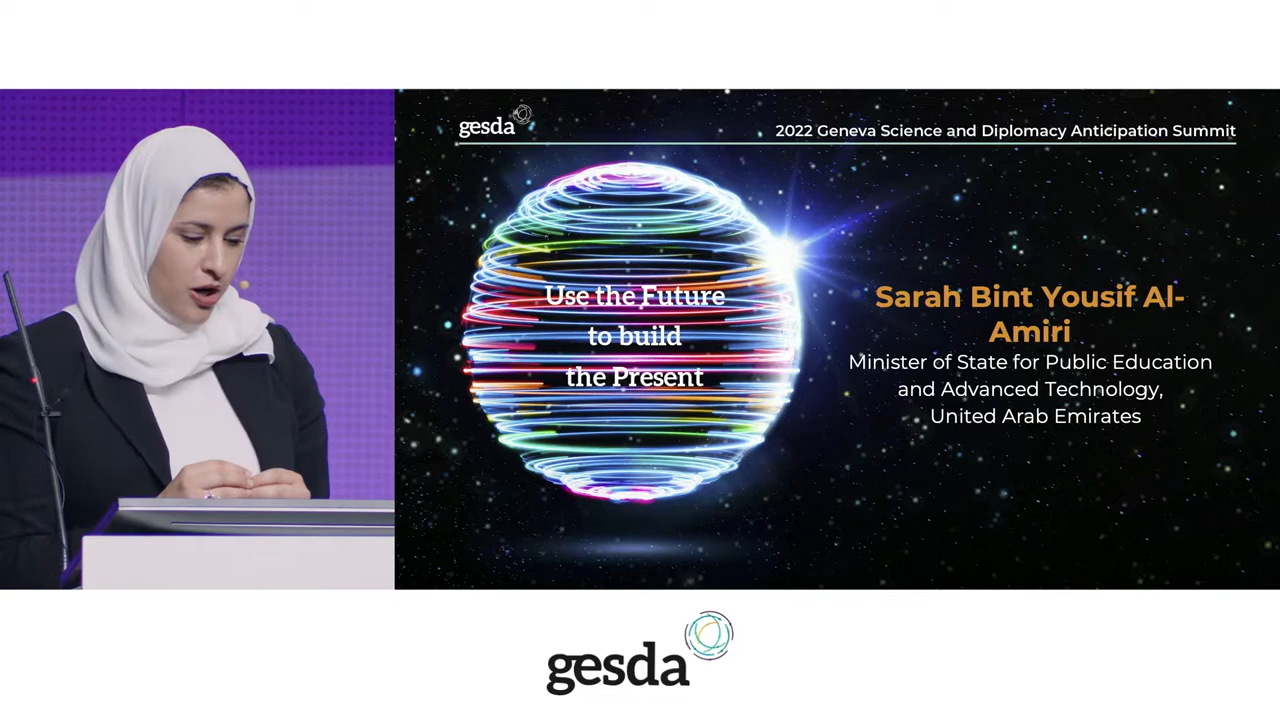 gesda
2022 Geneva Science and Diplomacy Anticipation Summit
Use the Future
to build
the Present
Sarah Bint Yousif Al-
Amiri
Minister of State for Public Education
and Advanced Technology,
United Arab Emirates
gesda